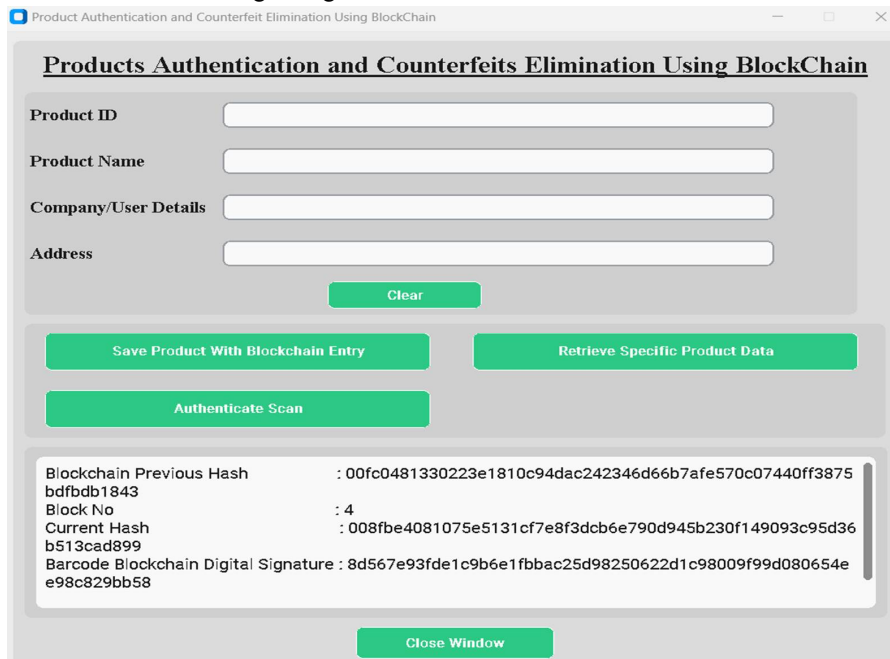 Product Authentication and Counterfeit Elimination Using BlockChain
Products Authentication and Counterfeits Elimination Using BlockChain
Product ID
Product Name
Company/User Details
Address
Clear
Save Product With Blockchain Entry
Retrieve Specific Product Data
Authenticate Scan
Blockchain Previous Hash : 00fc0481330223e1810c94dac242346d66b7afe570c07440ff3875
bdfbdb1843
Block No : 4
Current Hash : 008fbe4081075e5131cf7e8f3dcb6e790d945b230f149093c95d36
b513cad899
Barcode Blockchain Digital Signature : 8d567e93fde1c9b6e1fbbac25d98250622d1c98009f99d080654e
e98c829bb58
Close Window